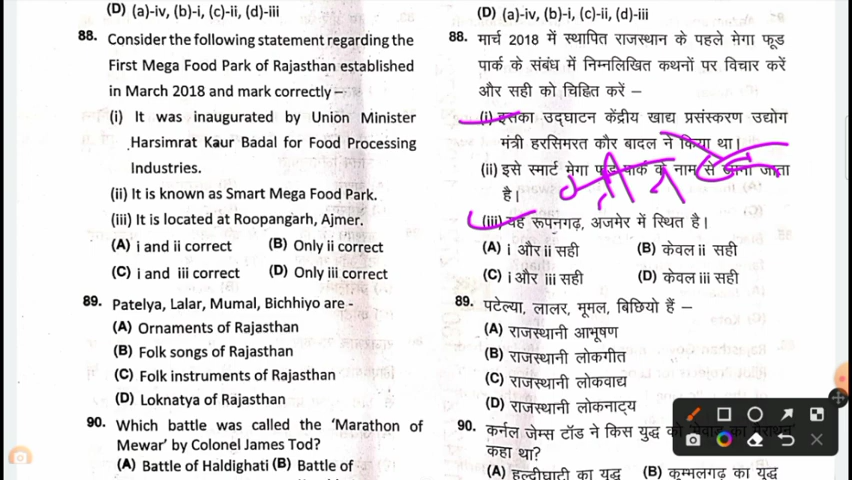 (D) (a)-iv, (b)-i, (c)-ii, (d)-iii
88. Consider the following statement regarding the
First Mega Food Park of Rajasthan established
in March 2018 and mark correctly –
(i) It was inaugurated by Union Minister
Harsimrat Kaur Badal for Food Processing
Industries.
(ii) It is known as Smart Mega Food Park.
(iii) It is located at Roopangarh, Ajmer.
(A) i and ii correct (B) Only ii correct
(C) i and iii correct (D) Only iii correct
89. Patelya, Lalar, Mumal, Bichhiyo are -
(A) Ornaments of Rajasthan
(B) Folk songs of Rajasthan
(C) Folk instruments of Rajasthan
(D) Loknatya of Rajasthan
90. Which battle was called the 'Marathon of
Mewar' by Colonel James Tod?
(A) Battle of Haldighati (B) Battle of
(D) (a)-iv, (b)-i, (c)-ii, (d)-iii
88. मार्च 2018 में स्थापित राजस्थान के पहले मेगा फूड
पार्क के संबंध में निम्नलिखित कथनों पर विचार करें
और सही को चिह्नित करें –
(i) इसका उद्घाटन केंद्रीय खाद्य प्रसंस्करण उद्योग
मंत्री हरसिमरत कौर बादल ने किया था।
(ii) इसे स्मार्ट मेगा फूड पार्क के नाम से जाना जाता
है।
(iii) यह रूपनगढ़, अजमेर में स्थित है।
(A) i और ii सही (B) केवल ii सही
(C) i और iii सही (D) केवल iii सही
89. पटेल्या, लालर, मूमल, बिछियो हैं –
(A) राजस्थानी आभूषण
(B) राजस्थानी लोकगीत
(C) राजस्थानी लोकवाद्य
(D) राजस्थानी लोकनाट्य
90. कर्नल जेम्स टॉड ने किस युद्ध को 'मेवाड़ का मैराथन'
कहा था?
(A) हल्दीघाटी का युद्ध (B) कुम्भलगढ़ का युद्ध